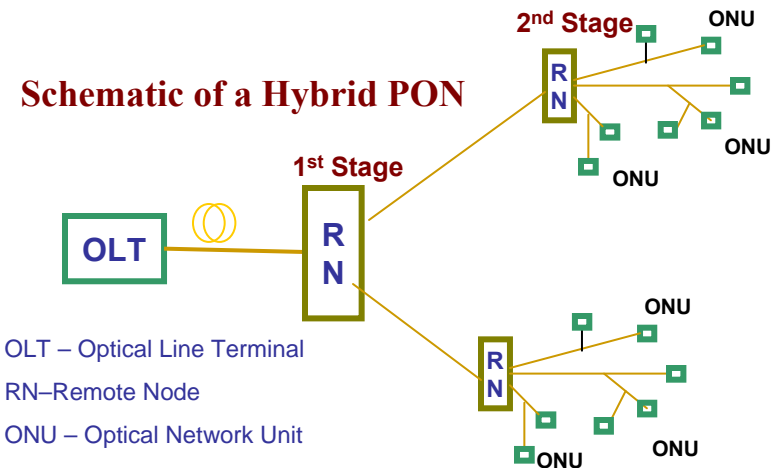 2nd Stage
ONU
R
N
Schematic of a Hybrid PON
ONU
1st Stage
ONU
OLT
R
N
ONU
OLT – Optical Line Terminal
R
N
RN–Remote Node
ONU – Optical Network Unit
ONU
ONU